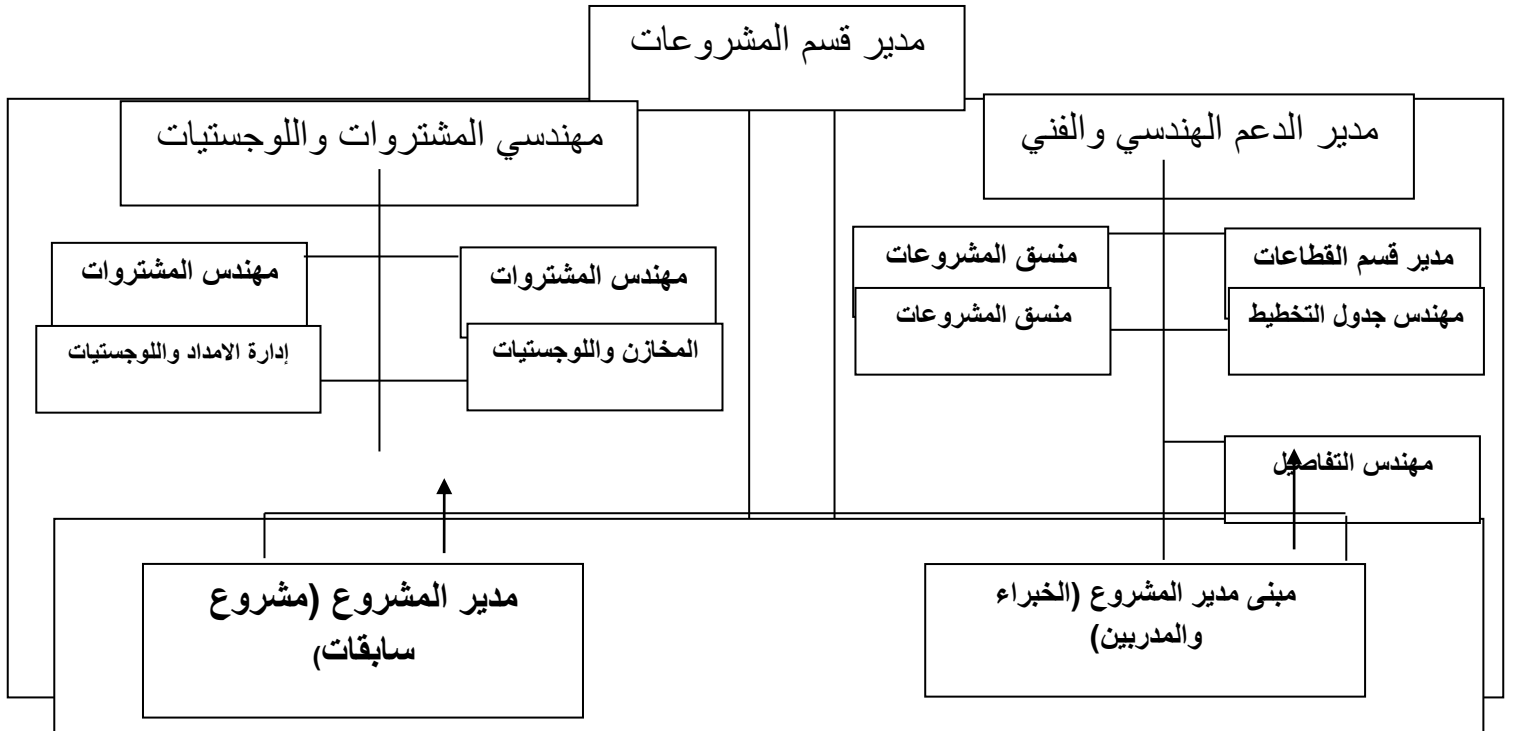 مدير قسم المشروعات
مدير الدعم الهندسي والفني
مهندسي المشتروات واللوجستيات
مدير قسم القطاعات
منسق المشروعات
مهندس المشتروات
مهندس المشتروات
مهندس جدول التخطيط
منسق المشروعات
المخازن واللوجستيات
إدارة الامداد واللوجستيات
مهندس التفاصيل
مبنى مدير المشروع (الخبراء
والمدربين)
مدير المشروع (مشروع
سابقات)